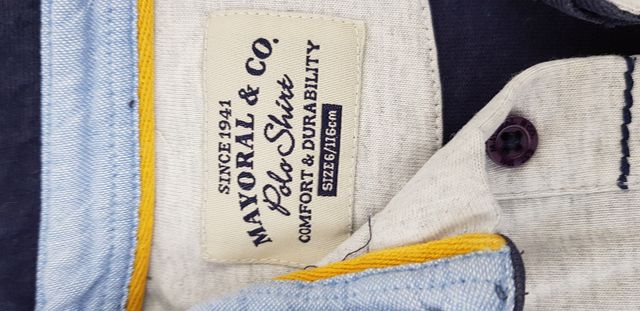 SINCE 1941
MAYORAL & CO.
Polo Shirt
COMFORT & DURABILITY
SIZE 6/116cm